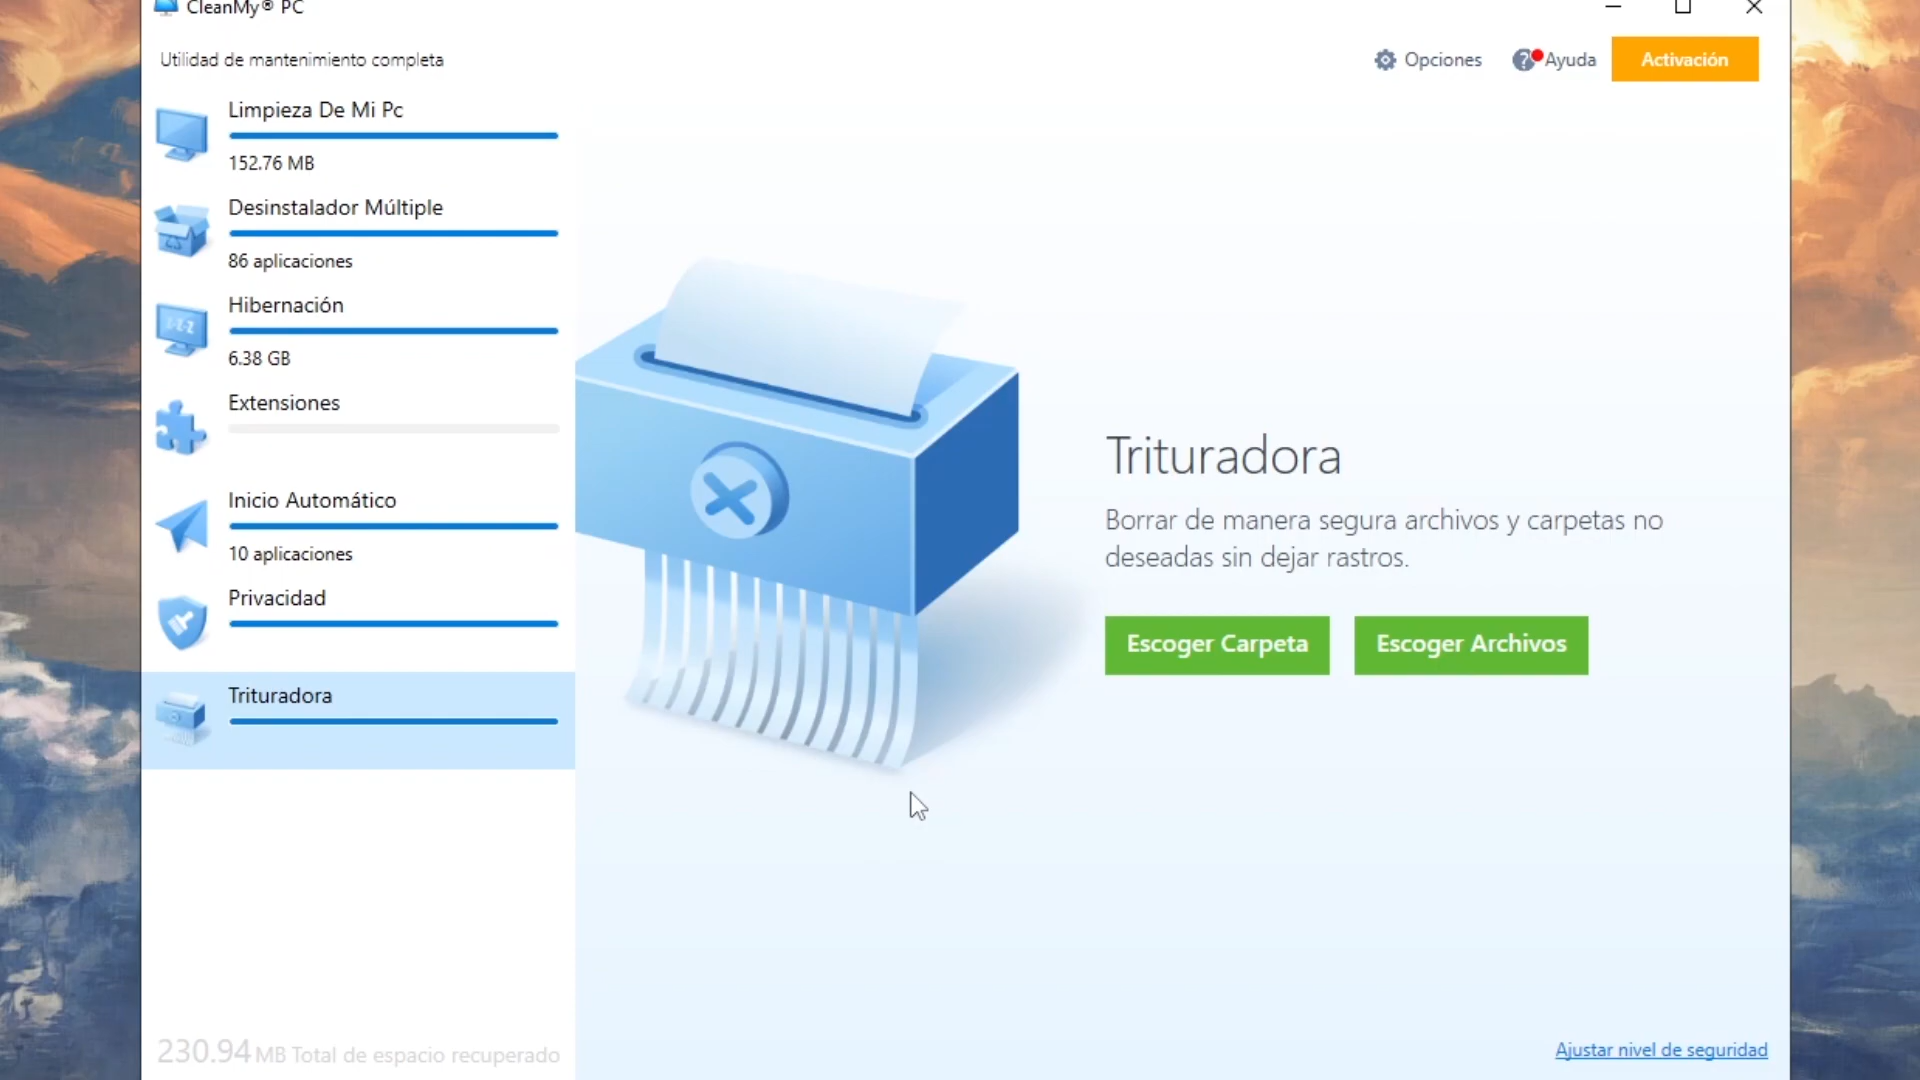 CleanMy® PC
Utilidad de mantenimiento completa
Opciones
Ayuda
Activación
Limpieza De Mi Pc
152.76 MB
Desinstalador Múltiple
86 aplicaciones
Hibernación
Z-Z-Z
6.38 GB
Extensiones
Inicio Automático
10 aplicaciones
Privacidad
Trituradora
230.94 MB Total de espacio recuperado
Trituradora
Borrar de manera segura archivos y carpetas no
deseadas sin dejar rastros.
Escoger Carpeta
Escoger Archivos
Ajustar nivel de seguridad